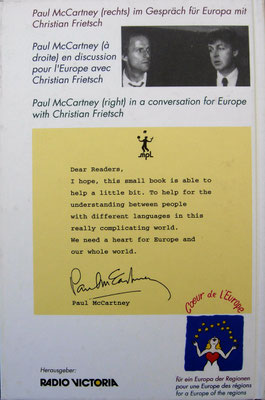 Paul McCartney (rechts) im Gespräch für Europa mit
Christian Frietsch
Paul McCartney (à
droite) en discussion
pour l'Europe avec
Christian Frietsch
Paul McCartney (right) in a conversation for Europe
with Christian Frietsch
mpl
Dear Readers,
I hope, this small book is able to
help a little bit. To help for the
understanding between people
with different languages in this
really complicating world.
We need a heart for Europe and
our whole world.
Paul McCartney
Paul McCartney
Coeur de l'Europe
Herausgeber:
RADIO VICTORIA
für ein Europa der Regionen
pour une Europe des régions
for a Europe of the regions